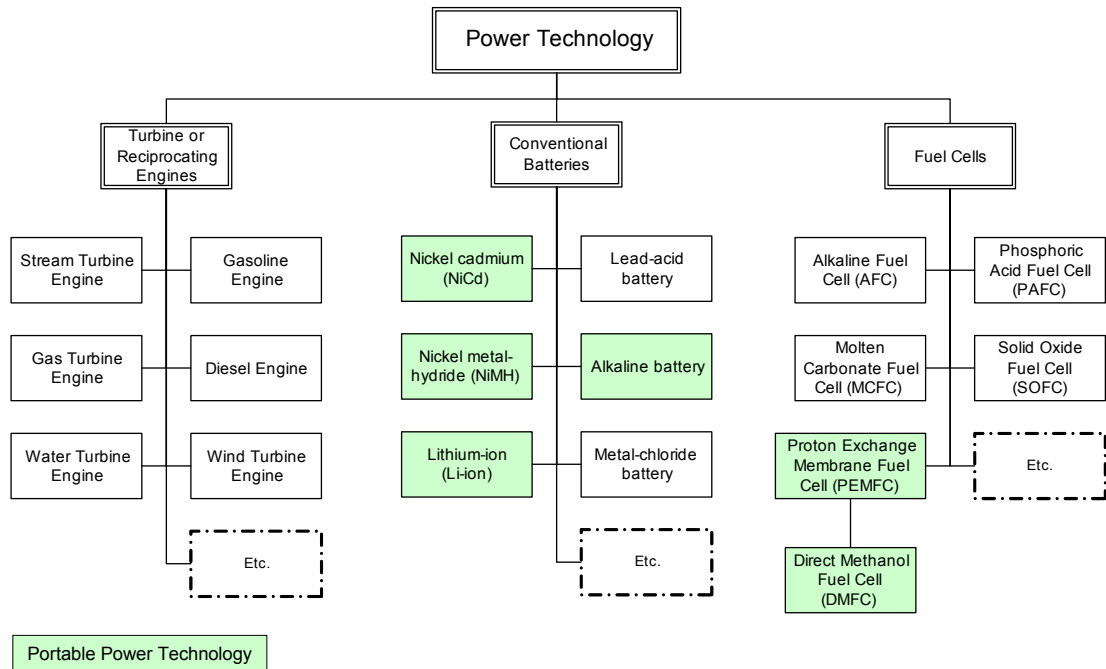 Power Technology
Turbine or
Reciprocating
Engines
Conventional
Batteries
Fuel Cells
Stream Turbine
Engine
Gasoline
Engine
Gas Turbine
Engine
Diesel Engine
Water Turbine
Engine
Wind Turbine
Engine
Etc.
Nickel cadmium
(NiCd)
Lead-acid
battery
Nickel metal-
hydride (NiMH)
Alkaline battery
Lithium-ion
(Li-ion)
Metal-chloride
battery
Etc.
Alkaline Fuel
Cell (AFC)
Phosphoric
Acid Fuel Cell
(PAFC)
Molten
Carbonate Fuel
Cell (MCFC)
Solid Oxide
Fuel Cell
(SOFC)
Proton Exchange
Membrane Fuel
Cell (PEMFC)
Etc.
Direct Methanol
Fuel Cell
(DMFC)
Portable Power Technology